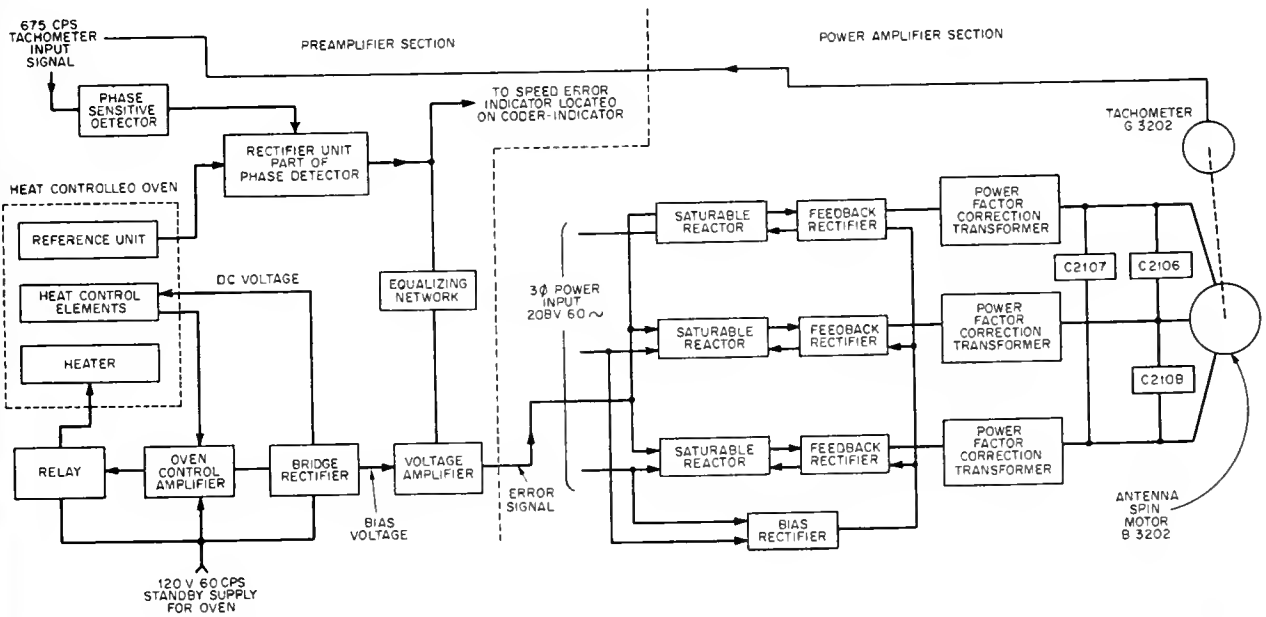 675 CPS
TACHOMETER
INPUT
SIGNAL
PREAMPLIFIER SECTION
POWER AMPLIFIER SECTION
PHASE
SENSITIVE
DETECTOR
TO SPEED ERROR
INDICATOR LOCATED
ON CODER-INDICATOR
TACHOMETER
G 3202
RECTIFIER UNIT
PART OF
PHASE DETECTOR
HEAT CONTROLLED OVEN
REFERENCE UNIT
DC VOLTAGE
HEAT CONTROL
ELEMENTS
HEATER
EQUALIZING
NETWORK
3Ø POWER
INPUT
208V 60~
SATURABLE
REACTOR
FEEDBACK
RECTIFIER
POWER
FACTOR
CORRECTION
TRANSFORMER
C2107
C2106
SATURABLE
REACTOR
FEEDBACK
RECTIFIER
POWER
FACTOR
CORRECTION
TRANSFORMER
C2108
SATURABLE
REACTOR
FEEDBACK
RECTIFIER
POWER
FACTOR
CORRECTION
TRANSFORMER
RELAY
OVEN
CONTROL
AMPLIFIER
BRIDGE
RECTIFIER
VOLTAGE
AMPLIFIER
BIAS
VOLTAGE
ERROR
SIGNAL
BIAS
RECTIFIER
ANTENNA
SPIN
MOTOR
B 3202
120 V 60 CPS
STANDBY SUPPLY
FOR OVEN